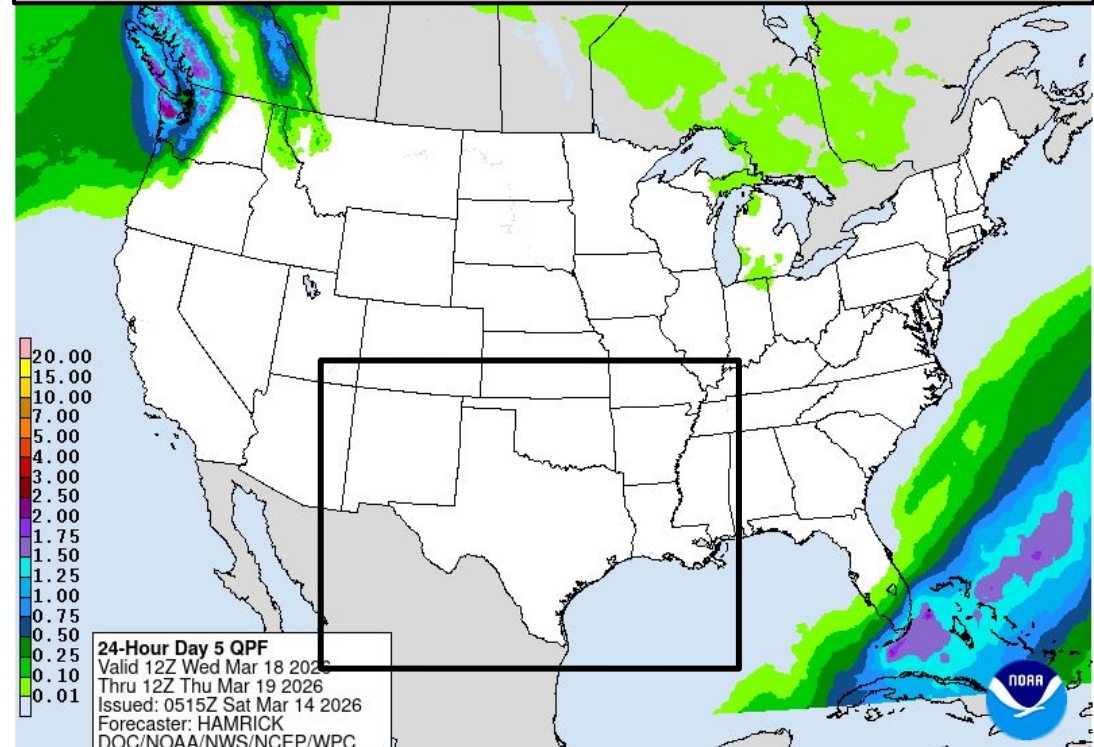 20.00
15.00
10.00
7.00
5.00
4.00
3.00
2.50
2.00
1.75
1.50
1.25
1.00
0.75
0.50
0.25
0.10
0.01
24-Hour Day 5 QPF
Valid 12Z Wed Mar 18 2026
Thru 12Z Thu Mar 19 2026
Issued: 0515Z Sat Mar 14 2026
Forecaster: HAMRICK
DOC/NOAA/NWS/NCEP/WPC
NOAA